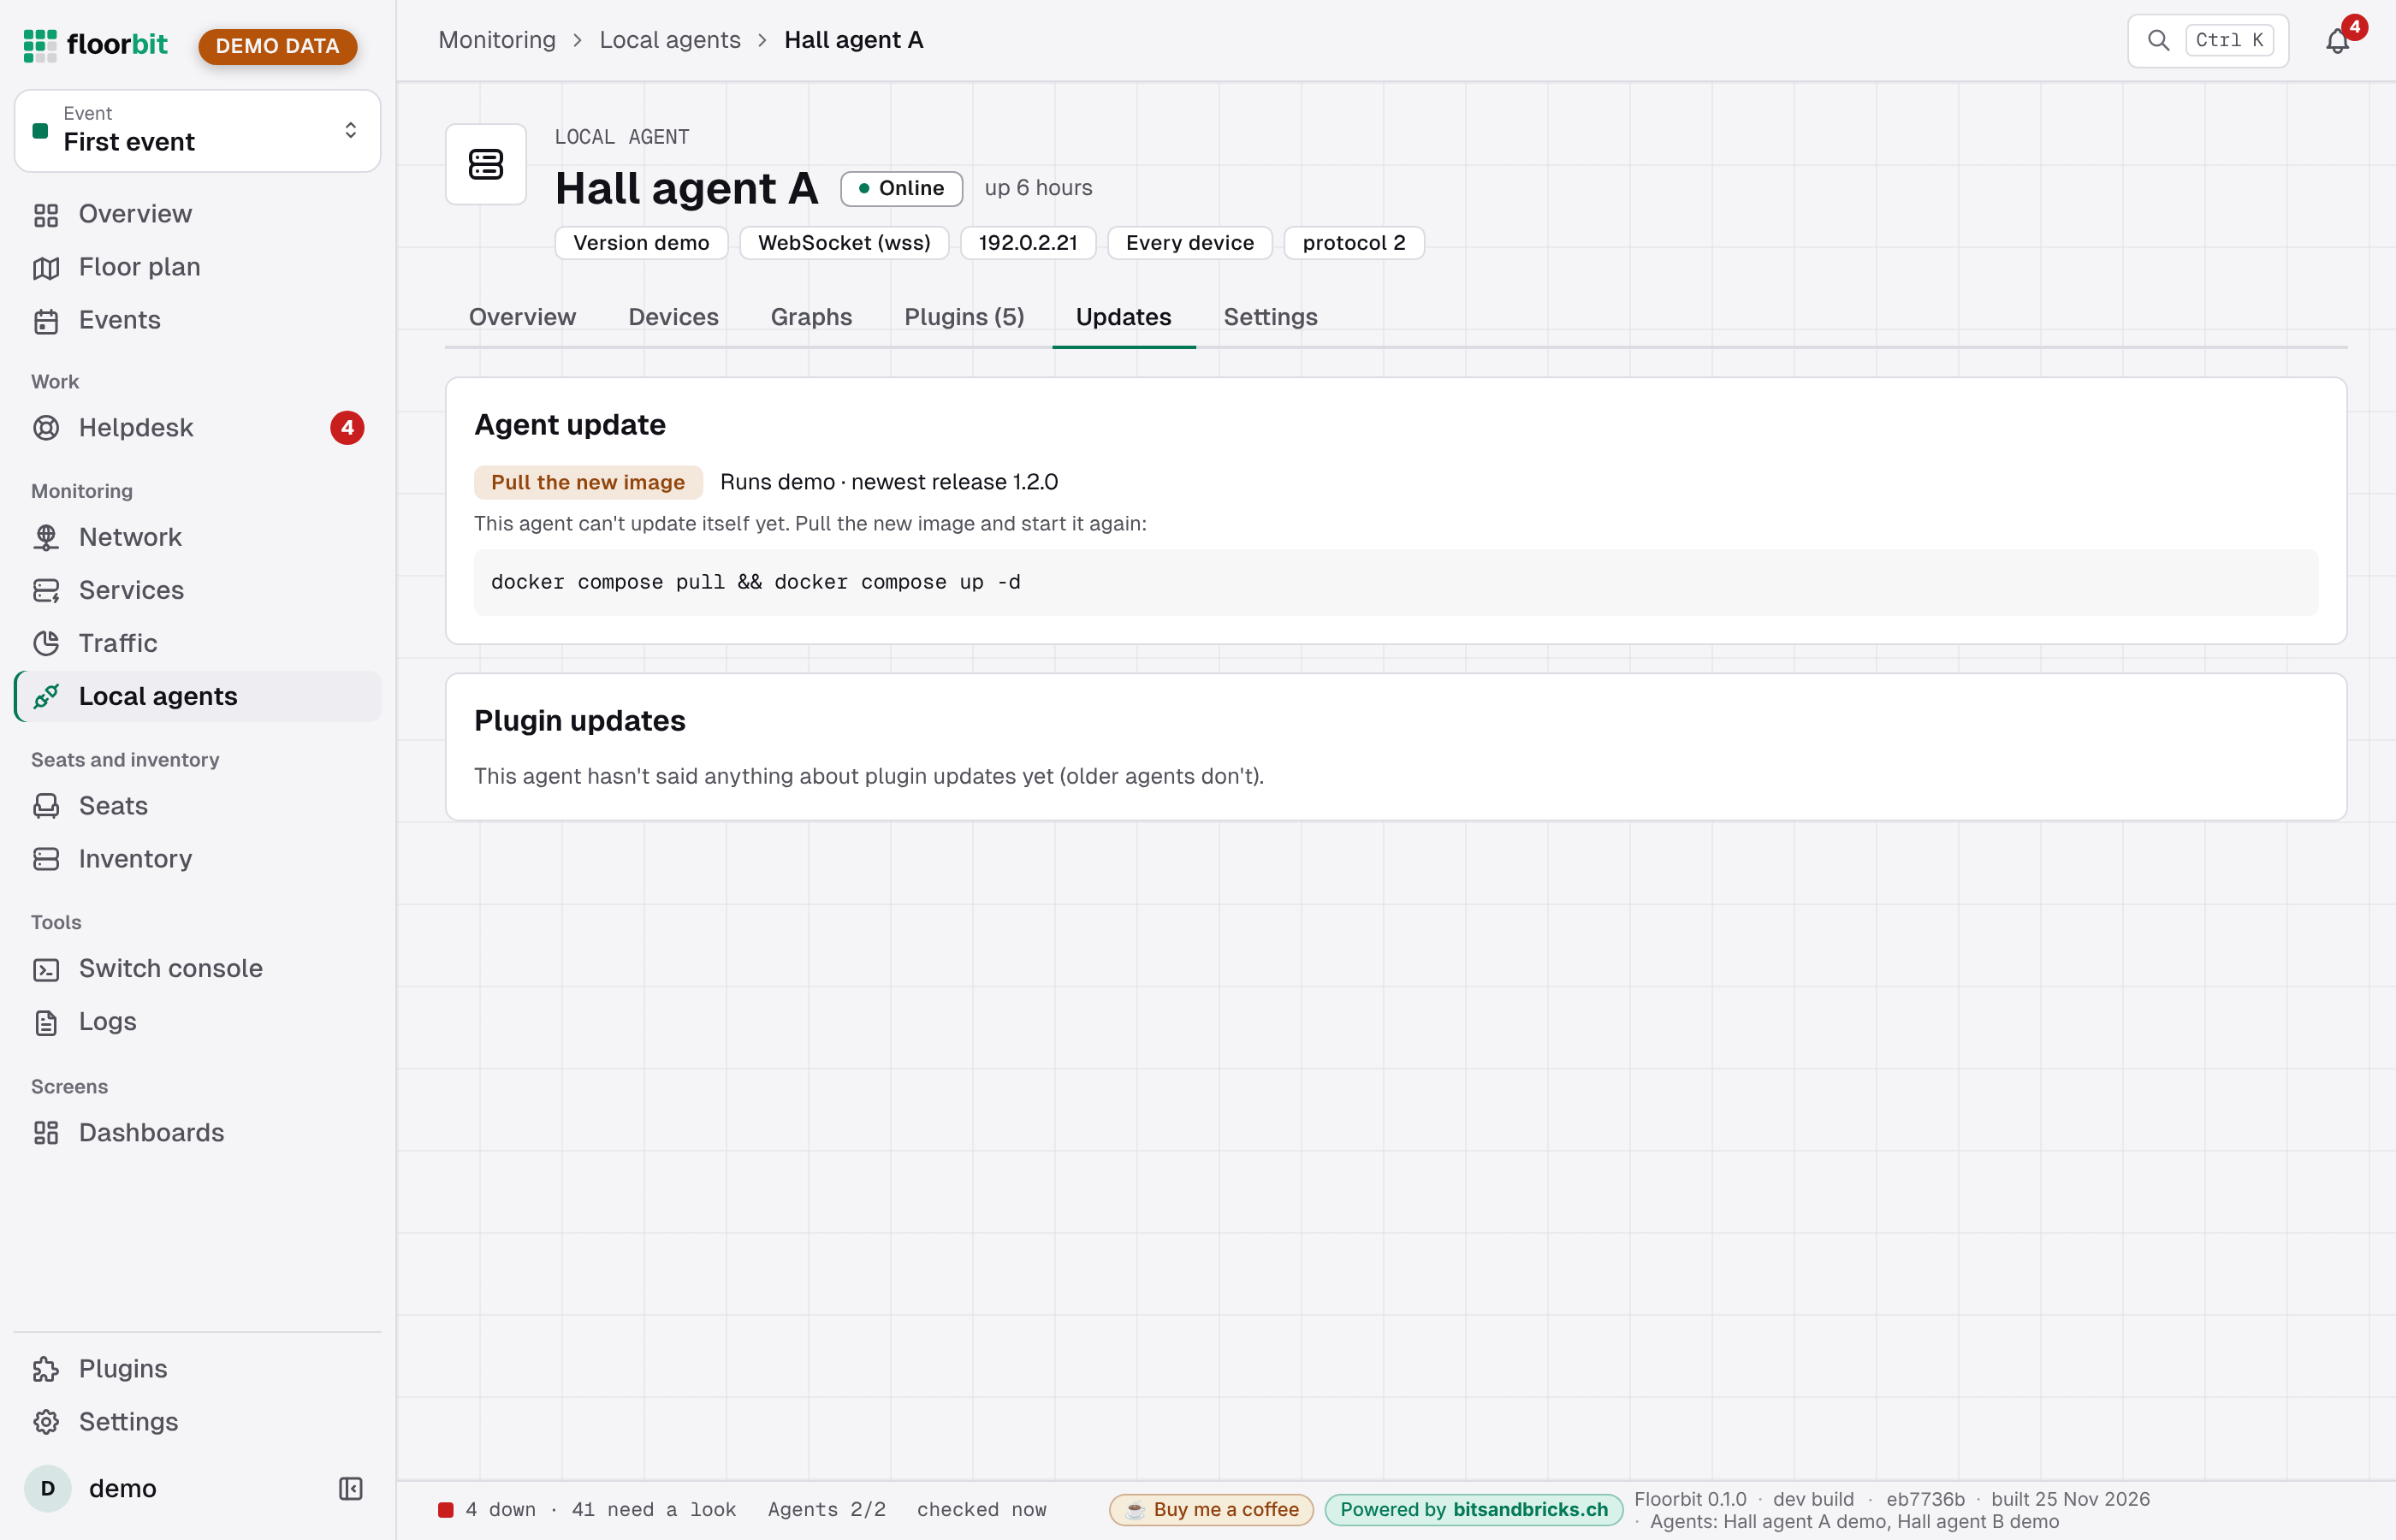 floorbit
DEMO DATA
Event
First event
Overview
Floor plan
Events
Work
Helpdesk
4
Monitoring
Network
Services
Traffic
Local agents
Seats and inventory
Seats
Inventory
Tools
Switch console
Logs
Screens
Dashboards
Plugins
Settings
D
demo
Monitoring > Local agents > Hall agent A
Ctrl K
4
LOCAL AGENT
Hall agent A
Online
up 6 hours
Version demo
WebSocket (wss)
192.0.2.21
Every device
protocol 2
Overview
Devices
Graphs
Plugins (5)
Updates
Settings
Agent update
Pull the new image
Runs demo · newest release 1.2.0
This agent can't update itself yet. Pull the new image and start it again:
docker compose pull && docker compose up -d
Plugin updates
This agent hasn't said anything about plugin updates yet (older agents don't).
4 down · 41 need a look
Agents 2/2
checked now
Buy me a coffee
Powered by bitsandbricks.ch
Floorbit 0.1.0 · dev build · eb7736b · built 25 Nov 2026
· Agents: Hall agent A demo, Hall agent B demo